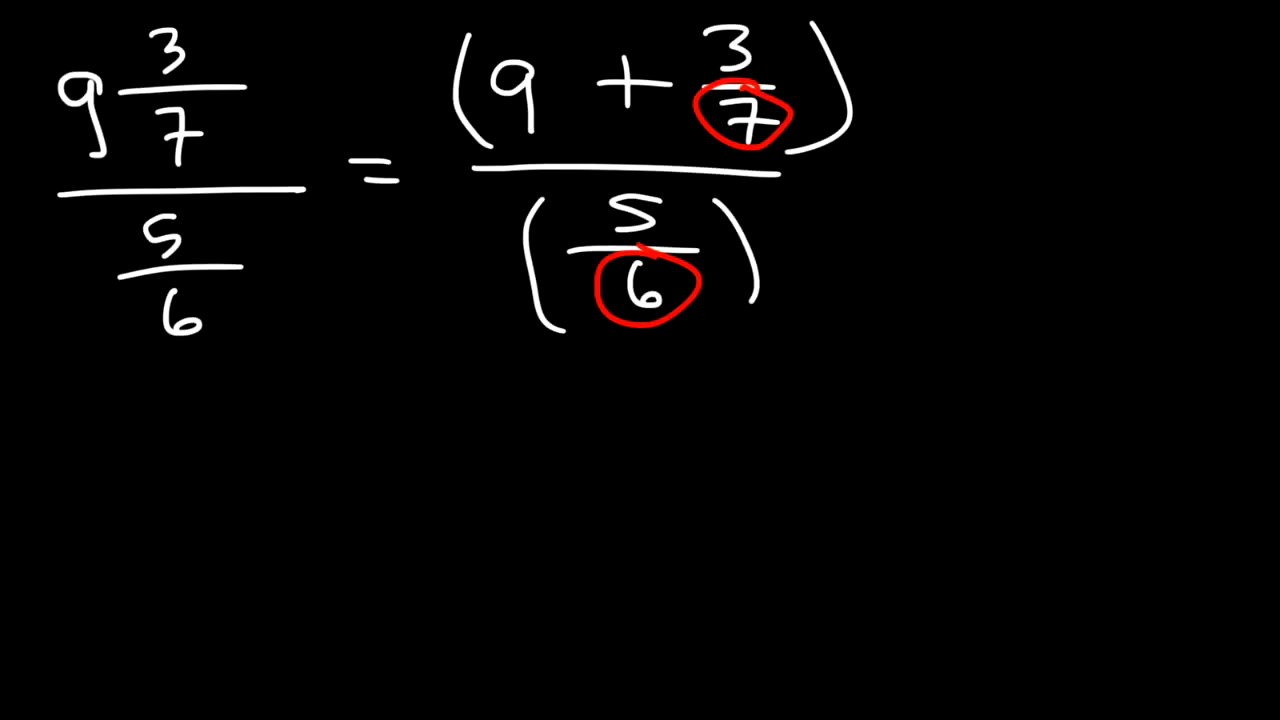 9 3/7 / 5/6 = (9 + 3/7) / (5/6)